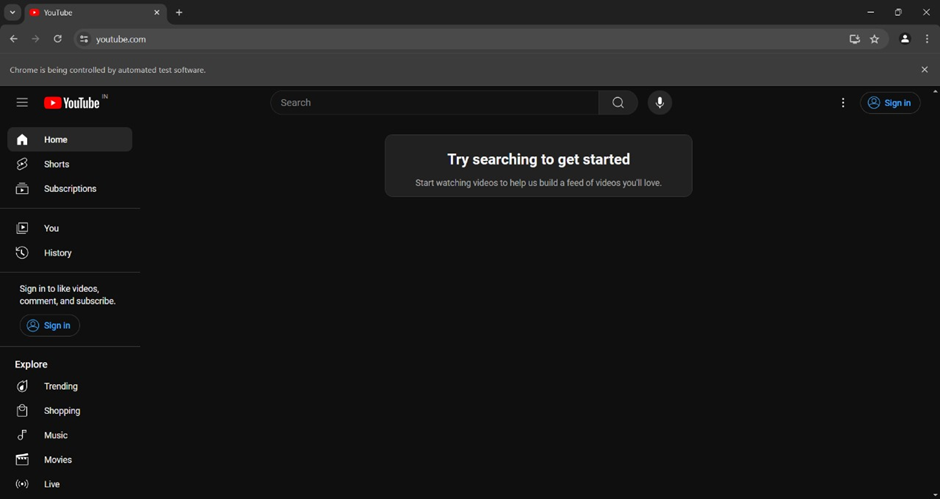 YouTube
youtube.com
Chrome is being controlled by automated test software.
YouTube IN
Search
Sign in
Home
Shorts
Subscriptions
You
History
Sign in to like videos,
comment, and subscribe.
Sign in
Explore
Trending
Shopping
Music
Movies
Live
Try searching to get started
Start watching videos to help us build a feed of videos you'll love.